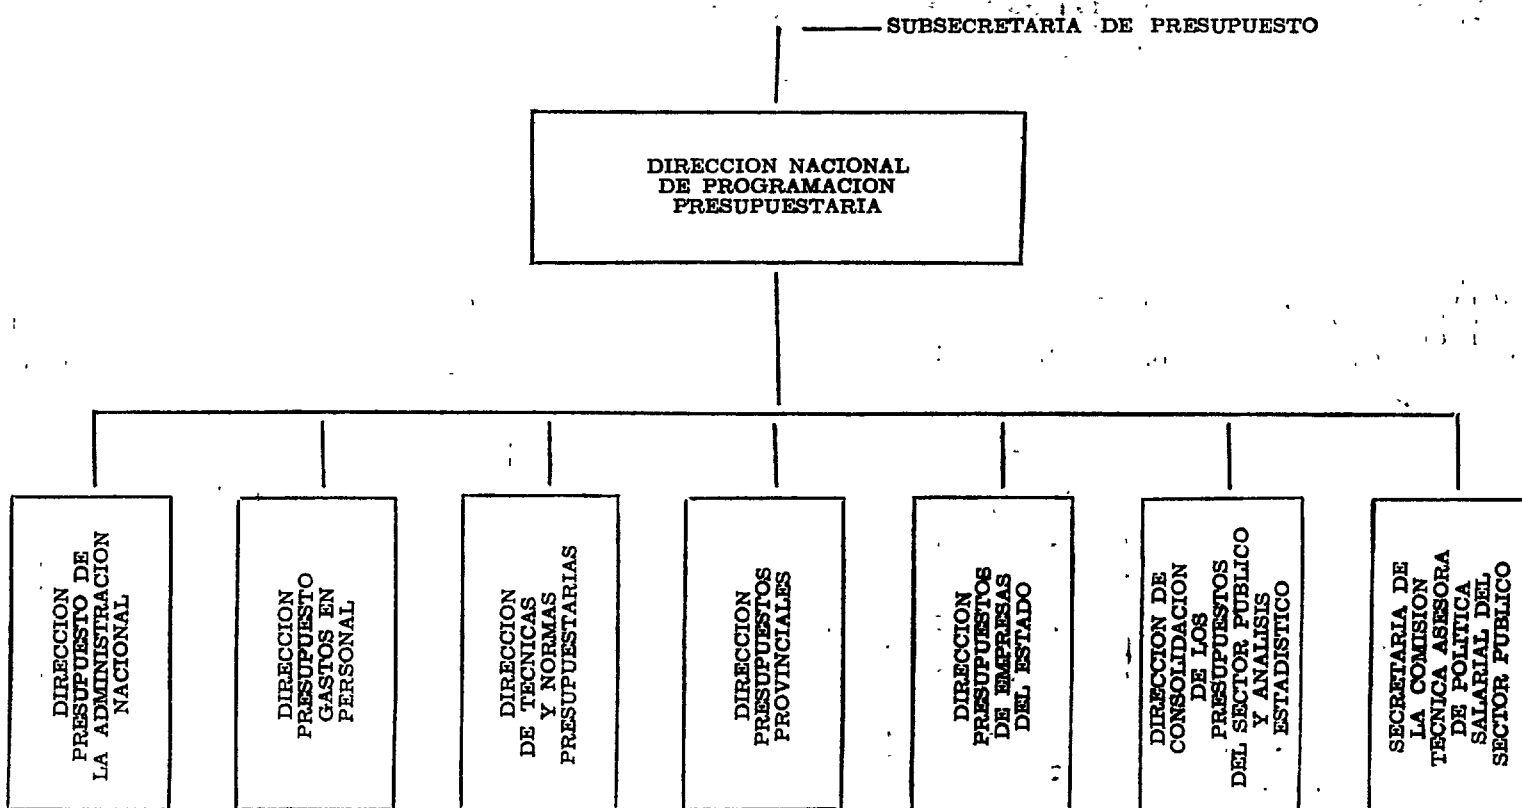 SUBSECRETARIA DE PRESUPUESTO
DIRECCION NACIONAL
DE PROGRAMACION
PRESUPUESTARIA
DIRECCION
PRESUPUESTO DE
LA ADMINISTRACION
NACIONAL
DIRECCION
PRESUPUESTO
GASTOS EN
PERSONAL
DIRECCION
DE TECNICAS
Y NORMAS
PRESUPUESTARIAS
DIRECCION
PRESUPUESTOS
PROVINCIALES
DIRECCION
PRESUPUESTOS
DE EMPRESAS
DEL ESTADO
DIRECCION DE
CONSOLIDACION
DE LOS
PRESUPUESTOS
DEL SECTOR PUBLICO
Y ANALISIS
ESTADISTICO
SECRETARIA DE
LA COMISION
TECNICA ASESORA
DE POLITICA
SALARIAL DEL
SECTOR PUBLICO